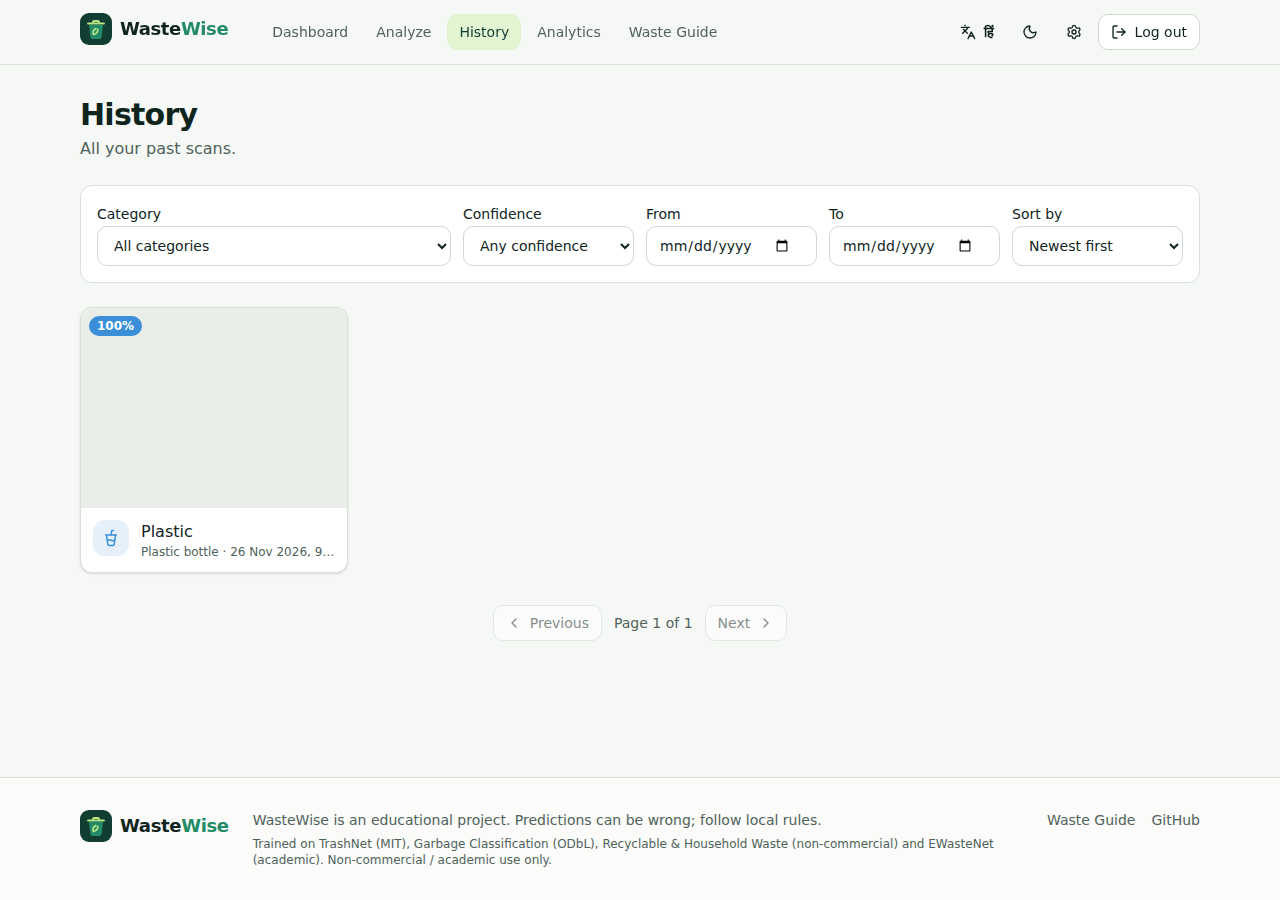 WasteWise
Dashboard
Analyze
History
Analytics
Waste Guide
हिं
Log out
History
All your past scans.
Category
Confidence
From
To
Sort by
All categories
Any confidence
mm/dd/yyyy
mm/dd/yyyy
Newest first
100%
Plastic
Plastic bottle · 26 Nov 2026, 9…
Previous
Page 1 of 1
Next
WasteWise
WasteWise is an educational project. Predictions can be wrong; follow local rules.
Trained on TrashNet (MIT), Garbage Classification (ODbL), Recyclable & Household Waste (non-commercial) and EWasteNet
(academic). Non-commercial / academic use only.
Waste Guide
GitHub